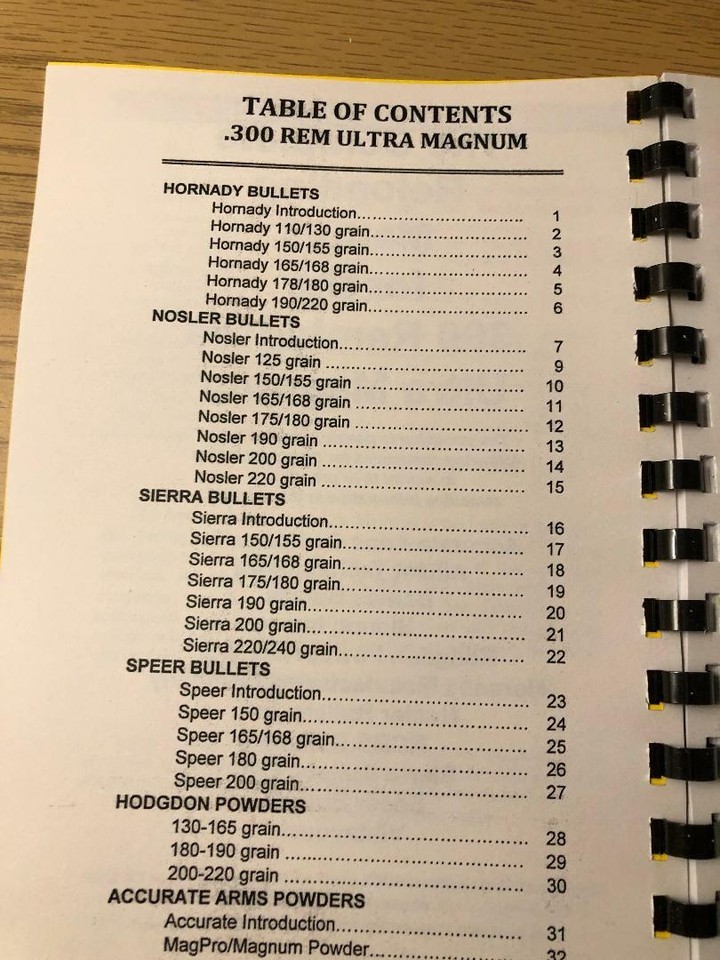 TABLE OF CONTENTS
.300 REM ULTRA MAGNUM
HORNADY BULLETS
Hornady Introduction.................................... 1
Hornady 110/130 grain.................................. 2
Hornady 150/155 grain.................................. 3
Hornady 165/168 grain.................................. 4
Hornady 178/180 grain.................................. 5
Hornady 190/220 grain.................................. 6
NOSLER BULLETS
Nosler Introduction........................................ 7
Nosler 125 grain ........................................... 9
Nosler 150/155 grain .................................... 10
Nosler 165/168 grain .................................... 11
Nosler 175/180 grain .................................... 12
Nosler 190 grain ........................................... 13
Nosler 200 grain ........................................... 14
Nosler 220 grain ........................................... 15
SIERRA BULLETS
Sierra Introduction......................................... 16
Sierra 150/155 grain...................................... 17
Sierra 165/168 grain...................................... 18
Sierra 175/180 grain...................................... 19
Sierra 190 grain............................................. 20
Sierra 200 grain............................................. 21
Sierra 220/240 grain...................................... 22
SPEER BULLETS
Speer Introduction......................................... 23
Speer 150 grain............................................. 24
Speer 165/168 grain...................................... 25
Speer 180 grain............................................. 26
Speer 200 grain............................................. 27
HODGDON POWDERS
130-165 grain................................................. 28
180-190 grain ................................................ 29
200-220 grain ................................................ 30
ACCURATE ARMS POWDERS
Accurate Introduction..................................... 31
MagPro/Magnum Powder.............................. 32